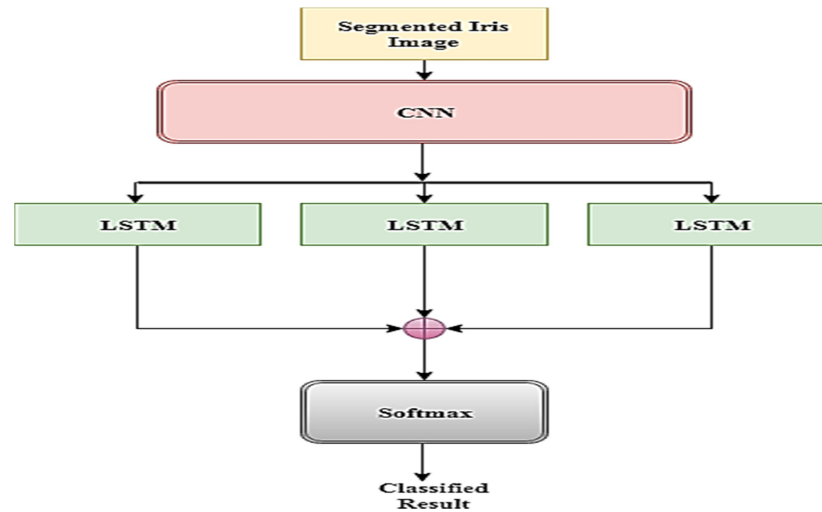 Segmented Iris
Image
CNN
LSTM
LSTM
LSTM
Softmax
Classified
Result